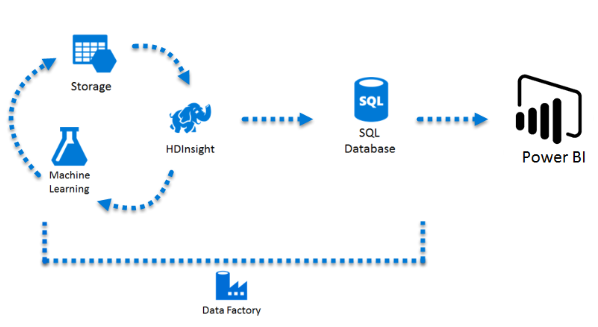 Storage
HDInsight
Machine
Learning
SQL
SQL
Database
Power BI
Data Factory